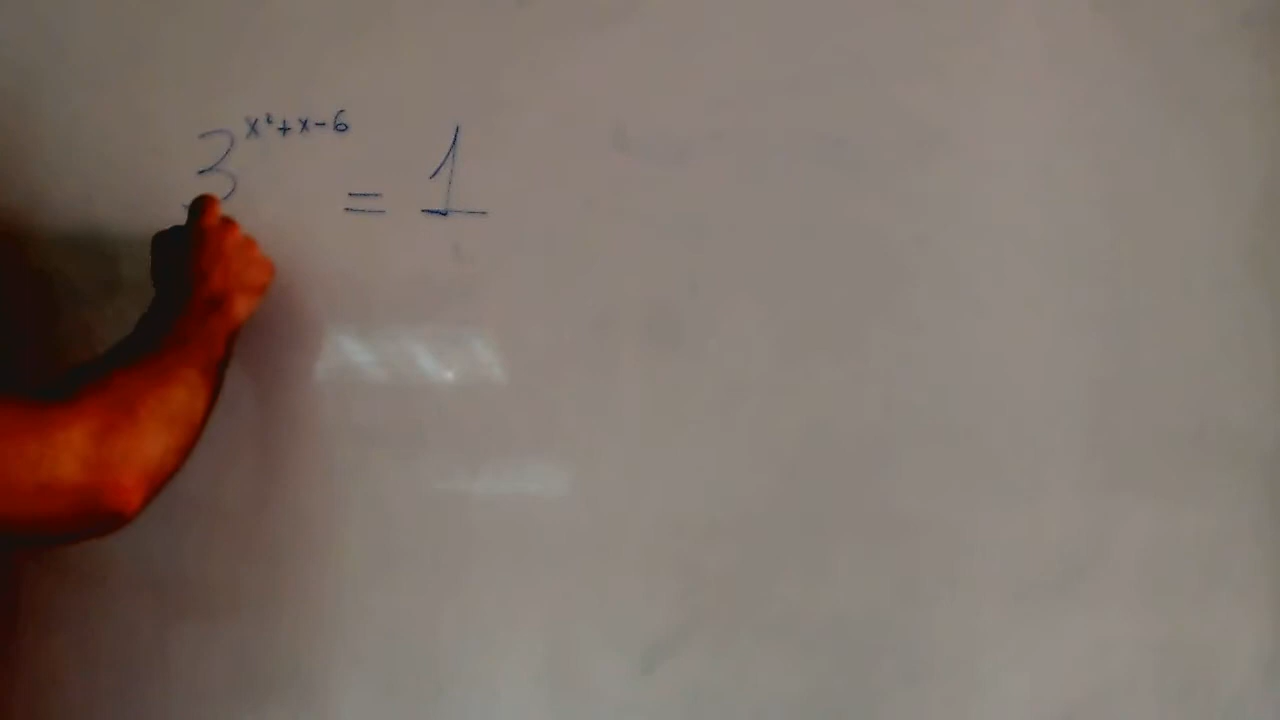 3^{x²+x-6} = 1